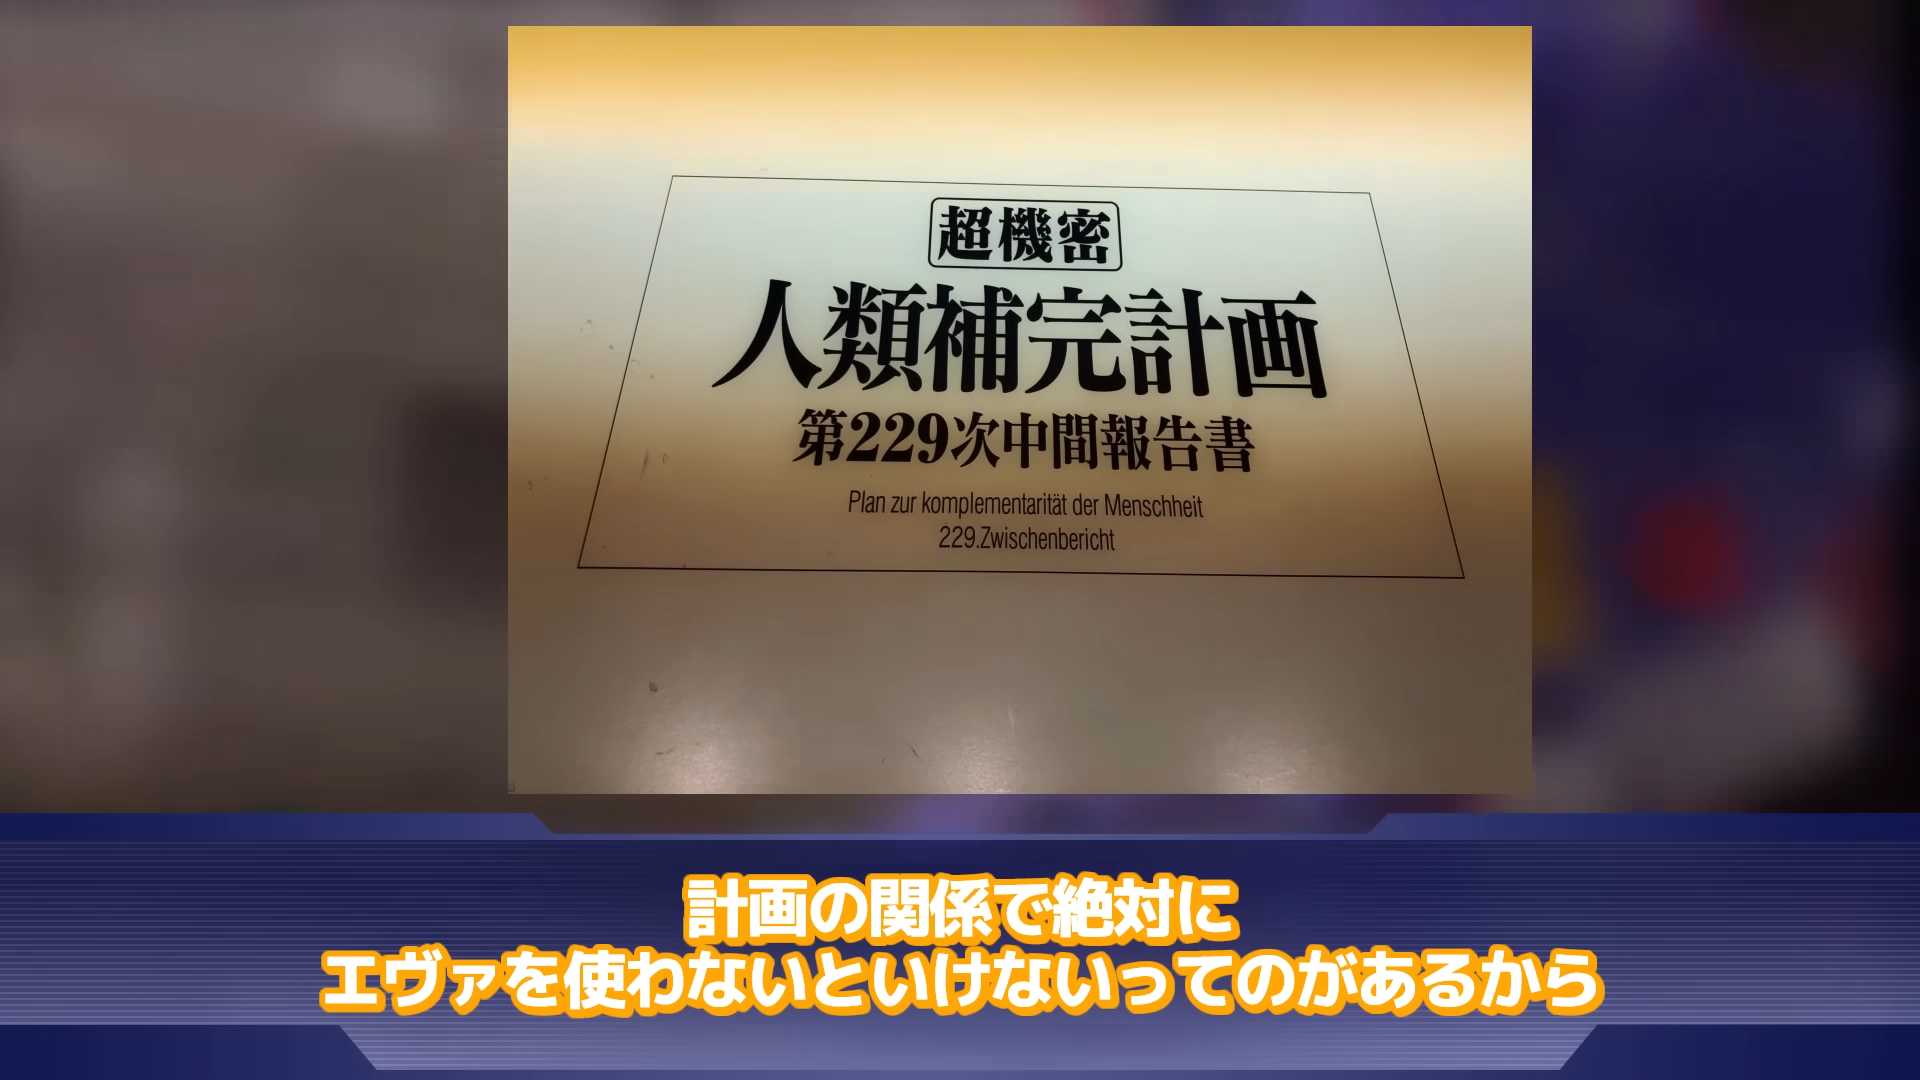 超機密
人類補完計画
第229次中間報告書
Plan zur komplementarität der Menschheit
229.Zwischenbericht
計画の関係で絶対に
エヴァを使わないといけないってのがあるから